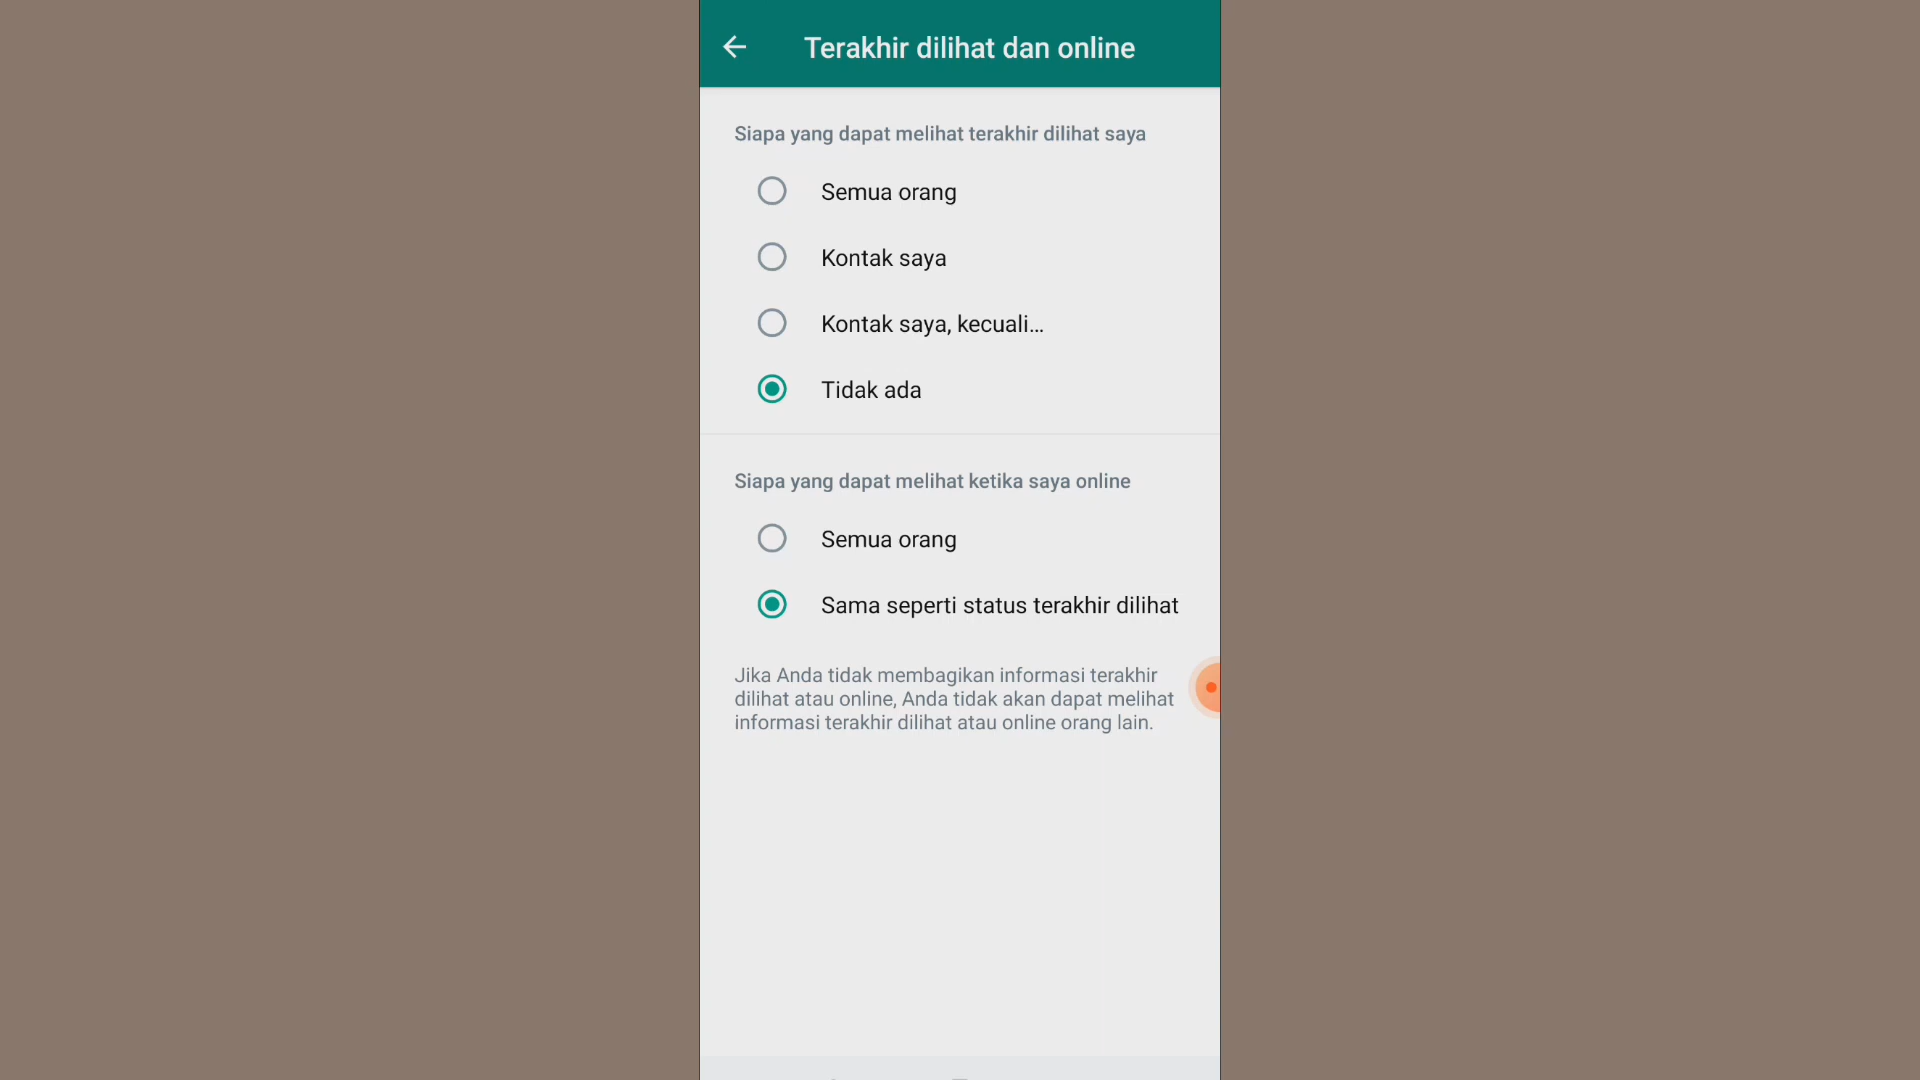 Terakhir dilihat dan online
Siapa yang dapat melihat terakhir dilihat saya
Semua orang
Kontak saya
Kontak saya, kecuali...
Tidak ada
Siapa yang dapat melihat ketika saya online
Semua orang
Sama seperti status terakhir dilihat
Jika Anda tidak membagikan informasi terakhir
dilihat atau online, Anda tidak akan dapat melihat
informasi terakhir dilihat atau online orang lain.